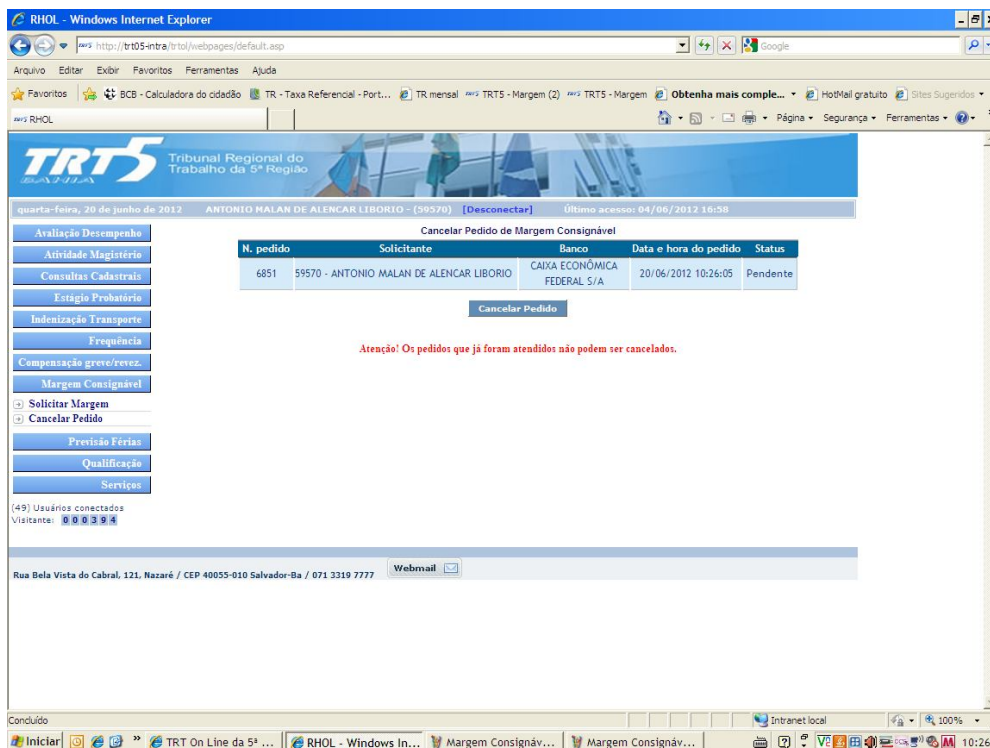 RHOL - Windows Internet Explorer
http://trt05-intra/trtol/webpages/default.asp
Google
Arquivo Editar Exibir Favoritos Ferramentas Ajuda
Favoritos BCB - Calculadora do cidadão TR - Taxa Referencial - Port... TR mensal TRT5 - Margem (2) TRT5 - Margem Obtenha mais comple... HotMail gratuito Sites Sugeridos
RHOL
Página Segurança Ferramentas
TRT5
BAHIA
Tribunal Regional do
Trabalho da 5ª Região
quarta-feira, 20 de junho de 2012 ANTONIO MALAN DE ALENCAR LIBORIO - (59570) [Desconectar] Último acesso: 04/06/2012 16:58
Avaliação Desempenho
Atividade Magistério
Consultas Cadastrais
Estágio Probatório
Indenização Transporte
Frequência
Compensação greve/revez.
Margem Consignável
Solicitar Margem
Cancelar Pedido
Previsão Férias
Qualificação
Serviços
(49) Usuários conectados
Visitante: 000394
Cancelar Pedido de Margem Consignável
N. pedido Solicitante Banco Data e hora do pedido Status
6851 59570 - ANTONIO MALAN DE ALENCAR LIBORIO CAIXA ECONÔMICA FEDERAL S/A 20/06/2012 10:26:05 Pendente
Cancelar Pedido
Atenção! Os pedidos que já foram atendidos não podem ser cancelados.
Rua Bela Vista do Cabral, 121, Nazaré / CEP 40055-010 Salvador-Ba / 071 3319 7777
Webmail
Concluído Intranet local 100%
Iniciar TRT On Line da 5ª ... RHOL - Windows In... Margem Consignáv... Margem Consignáv... 10:26